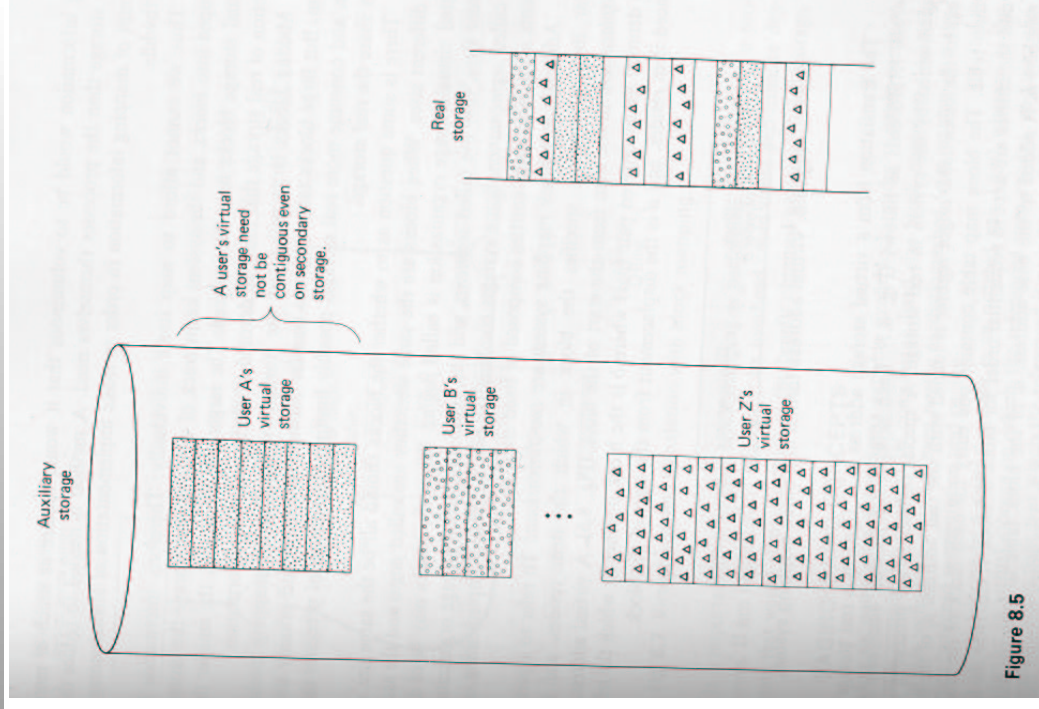 Auxiliary
storage
Real
storage
A user's virtual
storage need
not be
contiguous even
on secondary
storage.
User A's
virtual
storage
User B's
virtual
storage
User Z's
virtual
storage
Figure 8.5